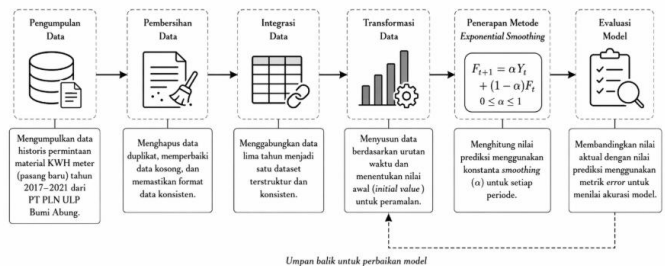 Pengumpulan
Data
Pembersihan
Data
Integrasi
Data
Transformasi
Data
Penerapan Metode
Exponential Smoothing
Evaluasi
Model
F_{t+1} = αY_t
+ (1−α)F_t
0 ≤ α ≤ 1
Mengumpulkan data
historis permintaan
material KWH meter
(pasang baru) tahun
2017–2021 dari
PT PLN ULP
Bumi Abung.
Menghapus data
duplikat, memperbaiki
data kosong, dan
memastikan format
data konsisten.
Menggabungkan data
lima tahun menjadi
satu dataset
terstruktur dan
konsisten.
Menyusun data
berdasarkan urutan
waktu dan
menentukan nilai
awal (initial value)
untuk peramalan.
Menghitung nilai
prediksi menggunakan
konstanta smoothing
(α) untuk setiap
periode.
Membandingkan nilai
aktual dengan nilai
prediksi menggunakan
metrik error untuk
menilai akurasi model.
Umpan balik untuk perbaikan model